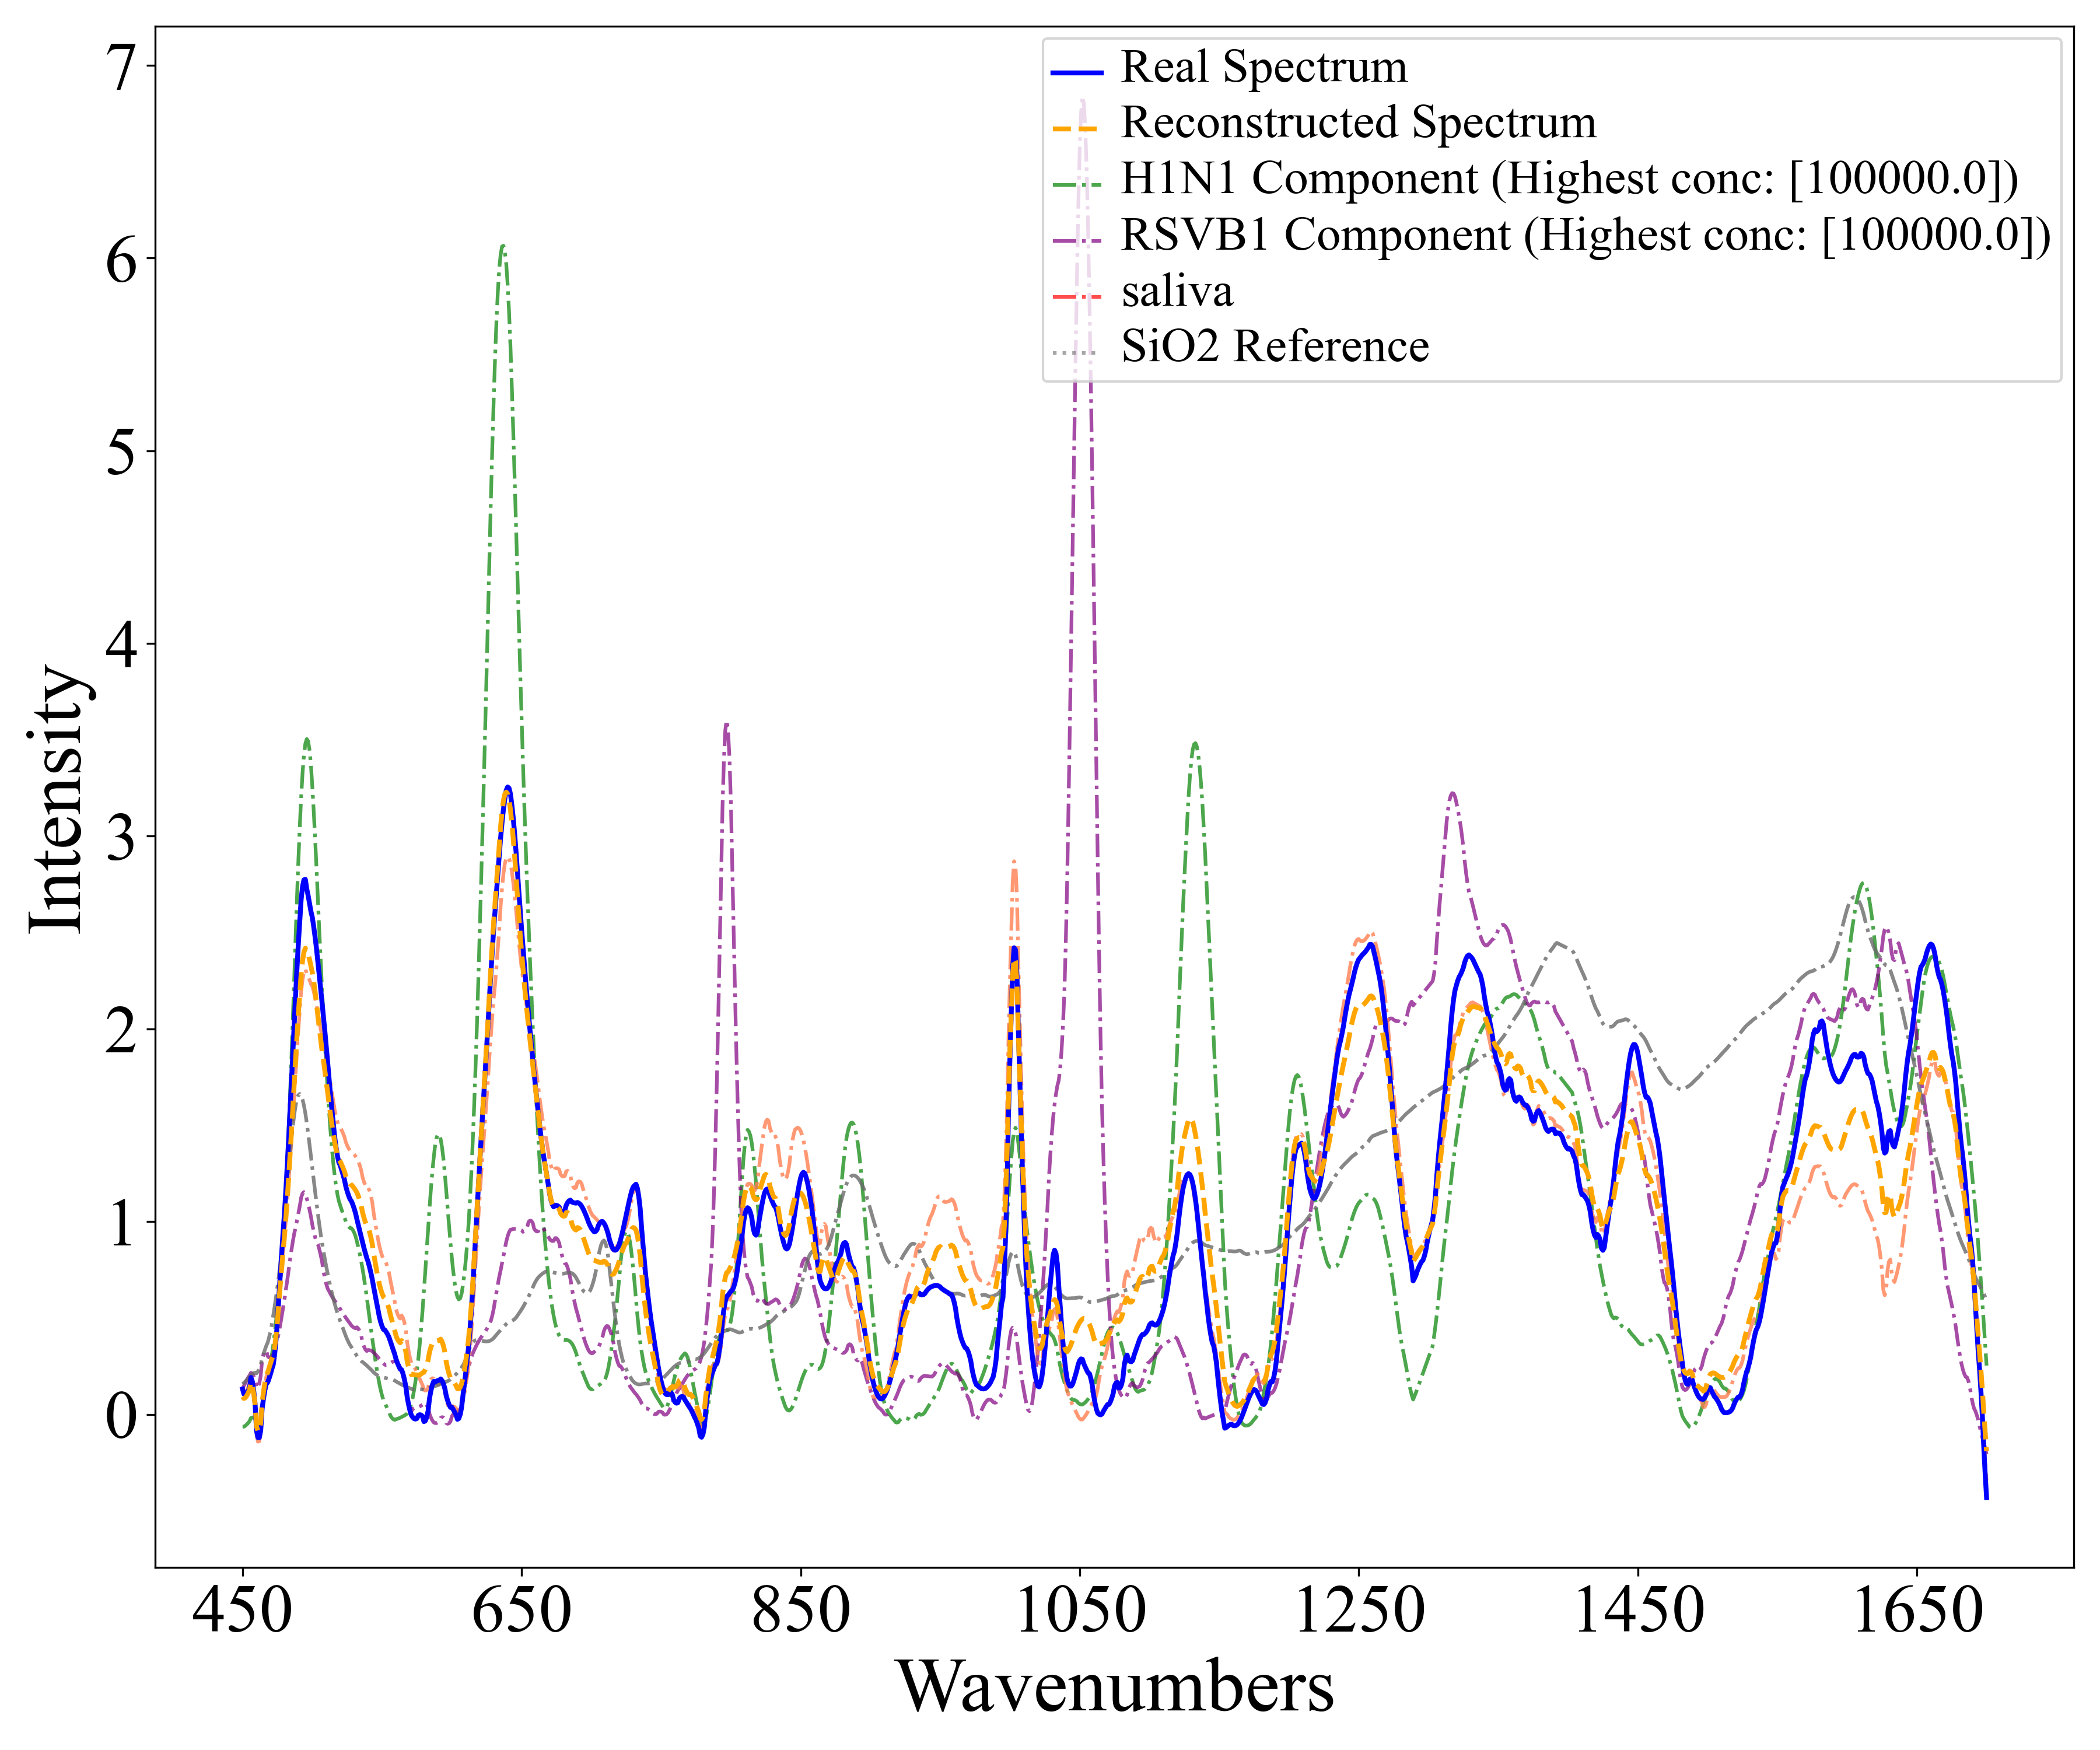 Real Spectrum
Reconstructed Spectrum
H1N1 Component (Highest conc: [100000.0])
RSVB1 Component (Highest conc: [100000.0])
saliva
SiO2 Reference
7
6
5
4
3
2
1
0
Intensity
450 650 850 1050 1250 1450 1650
Wavenumbers